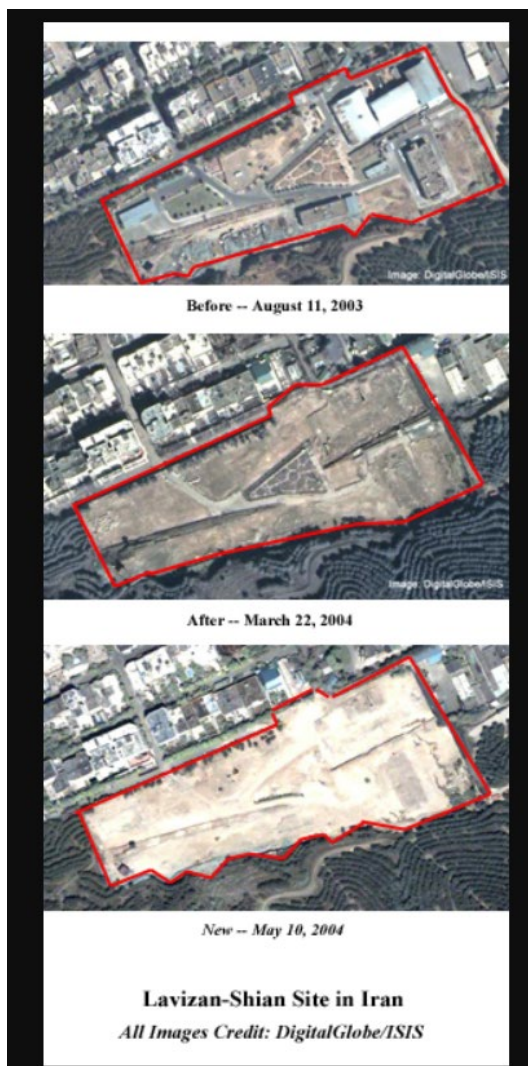 Image: DigitalGlobe/ISIS
Before -- August 11, 2003
Image: DigitalGlobe/ISIS
After -- March 22, 2004
New -- May 10, 2004
Lavizan-Shian Site in Iran
All Images Credit: DigitalGlobe/ISIS